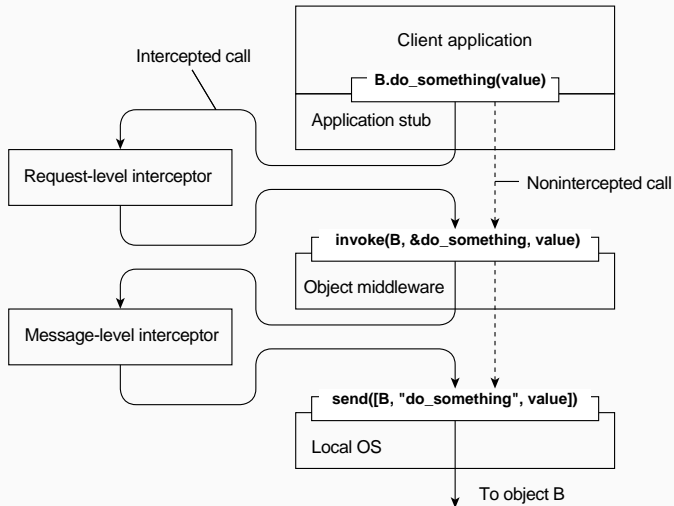 Client application
Intercepted call
B.do_something(value)
Application stub
Request-level interceptor
Nonintercepted call
invoke(B, &do_something, value)
Object middleware
Message-level interceptor
send([B, "do_something", value])
Local OS
To object B